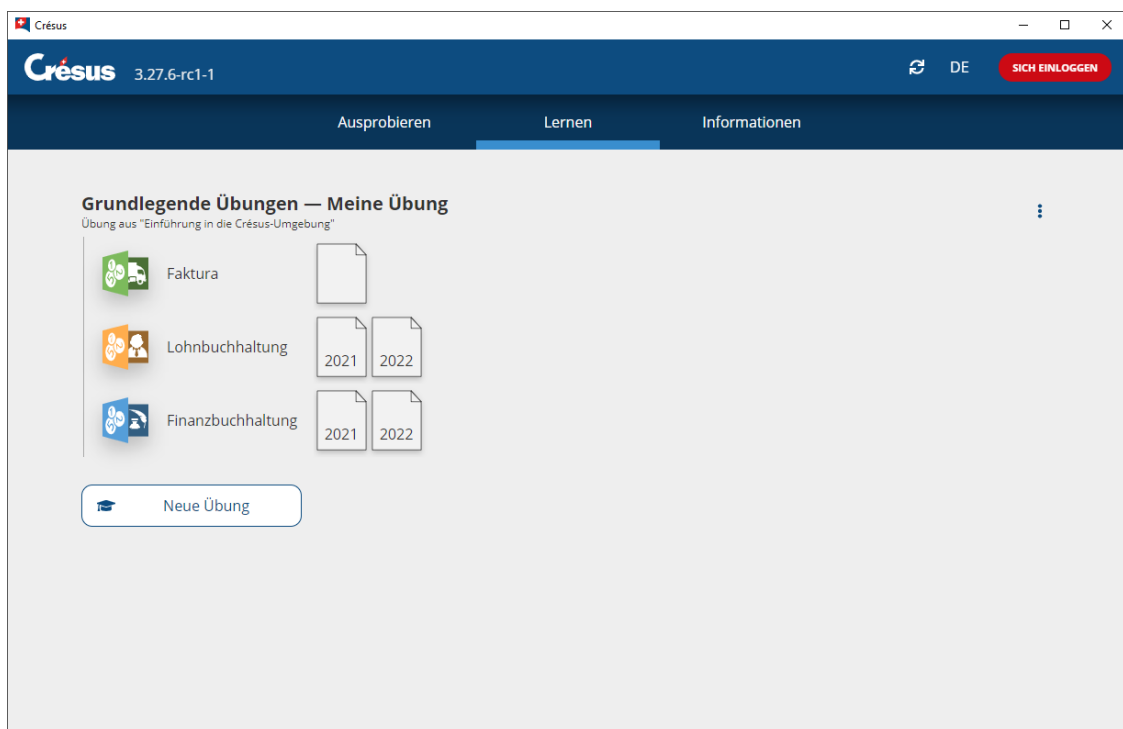 Crésus
Crésus 3.27.6-rc1-1 DE SICH EINLOGGEN
Ausprobieren Lernen Informationen
Grundlegende Übungen — Meine Übung
Übung aus "Einführung in die Crésus-Umgebung"
Faktura
Lohnbuchhaltung 2021 2022
Finanzbuchhaltung 2021 2022
Neue Übung